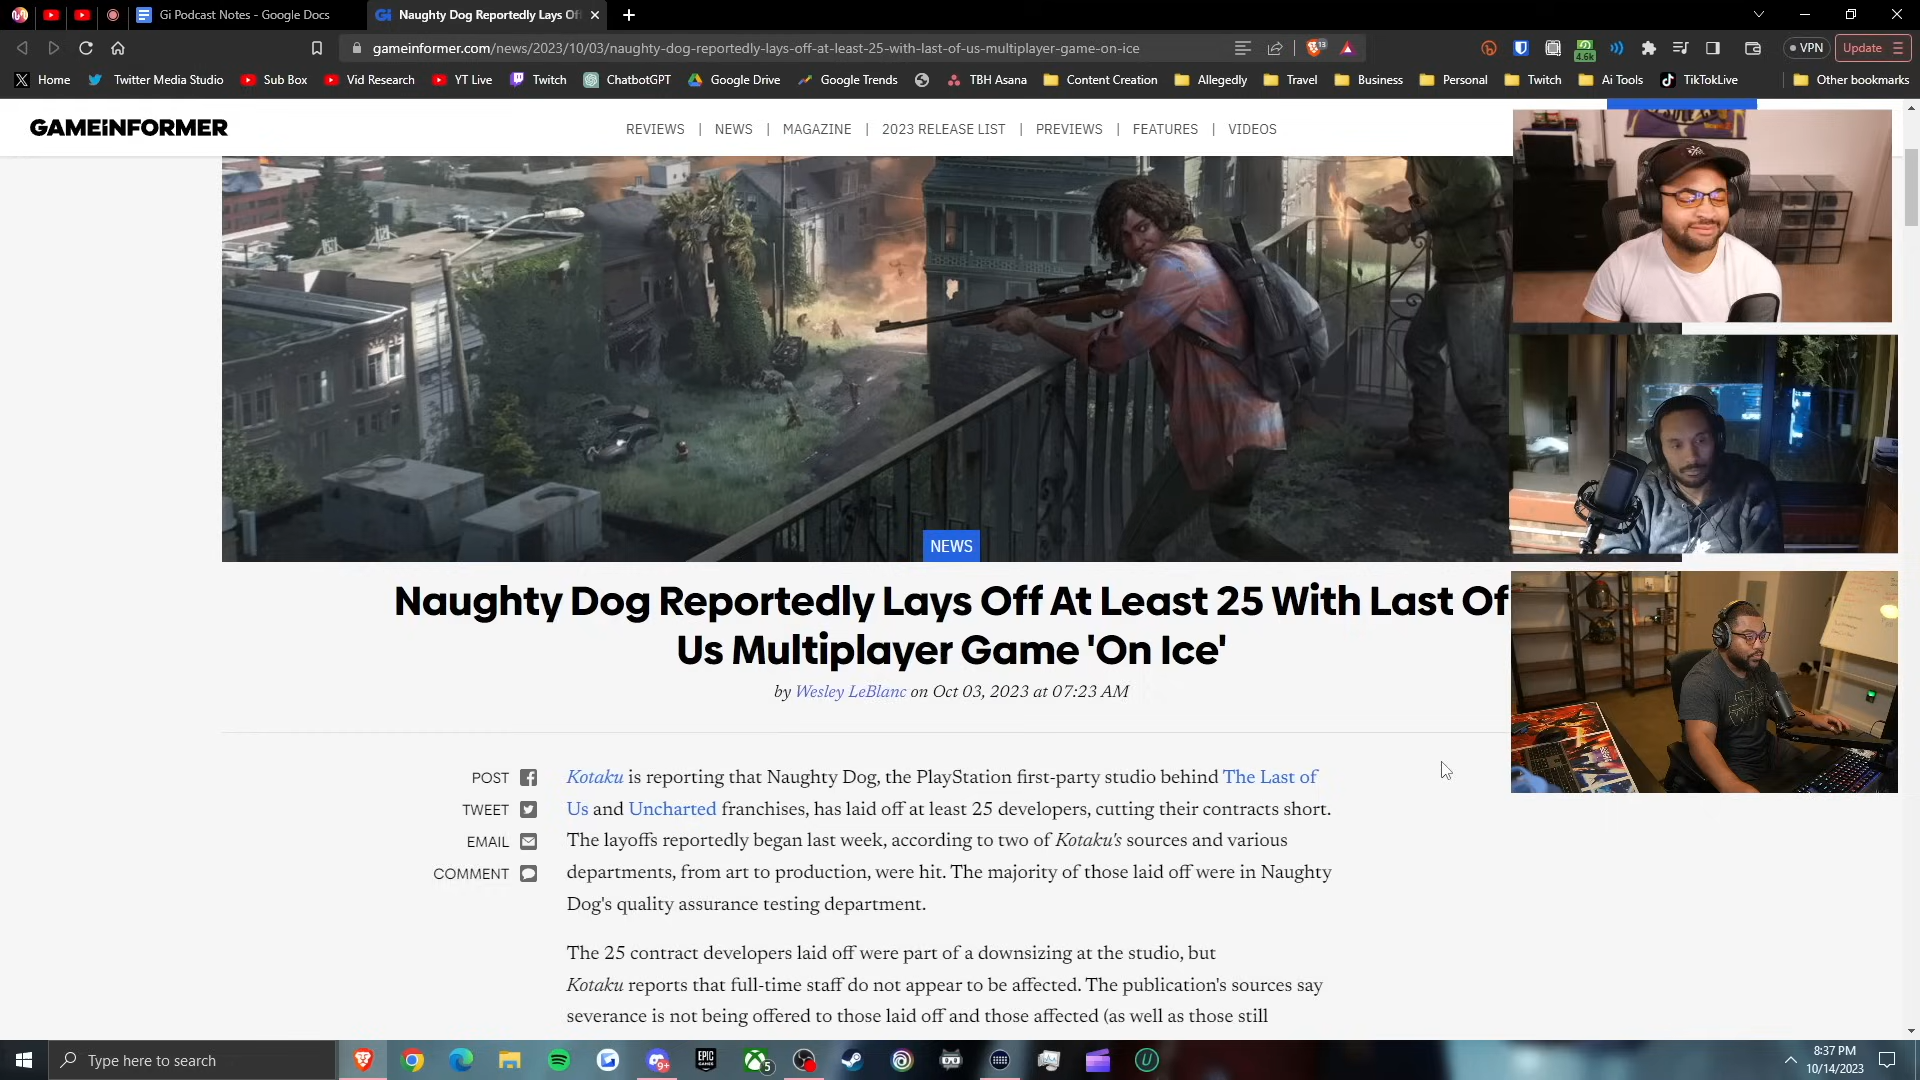 Gi Podcast Notes - Google Docs
Naughty Dog Reportedly Lays Of
gameinformer.com/news/2023/10/03/naughty-dog-reportedly-lays-off-at-least-25-with-last-of-us-multiplayer-game-on-ice
13
4.6k
VPN
Update
Home
Twitter Media Studio
Sub Box
Vid Research
YT Live
Twitch
ChatbotGPT
Google Drive
Google Trends
TBH Asana
Content Creation
Allegedly
Travel
Business
Personal
Twitch
Ai Tools
TikTokLive
Other bookmarks
GAMEINFORMER
REVIEWS | NEWS | MAGAZINE | 2023 RELEASE LIST | PREVIEWS | FEATURES | VIDEOS
NEWS
Naughty Dog Reportedly Lays Off At Least 25 With Last Of
Us Multiplayer Game 'On Ice'
by Wesley LeBlanc on Oct 03, 2023 at 07:23 AM
POST
TWEET
EMAIL
COMMENT
Kotaku is reporting that Naughty Dog, the PlayStation first-party studio behind The Last of
Us and Uncharted franchises, has laid off at least 25 developers, cutting their contracts short.
The layoffs reportedly began last week, according to two of Kotaku's sources and various
departments, from art to production, were hit. The majority of those laid off were in Naughty
Dog's quality assurance testing department.
The 25 contract developers laid off were part of a downsizing at the studio, but
Kotaku reports that full-time staff do not appear to be affected. The publication's sources say
severance is not being offered to those laid off and those affected (as well as those still
Type here to search
9+
EPIC
GAMES
5
8:37 PM
10/14/2023